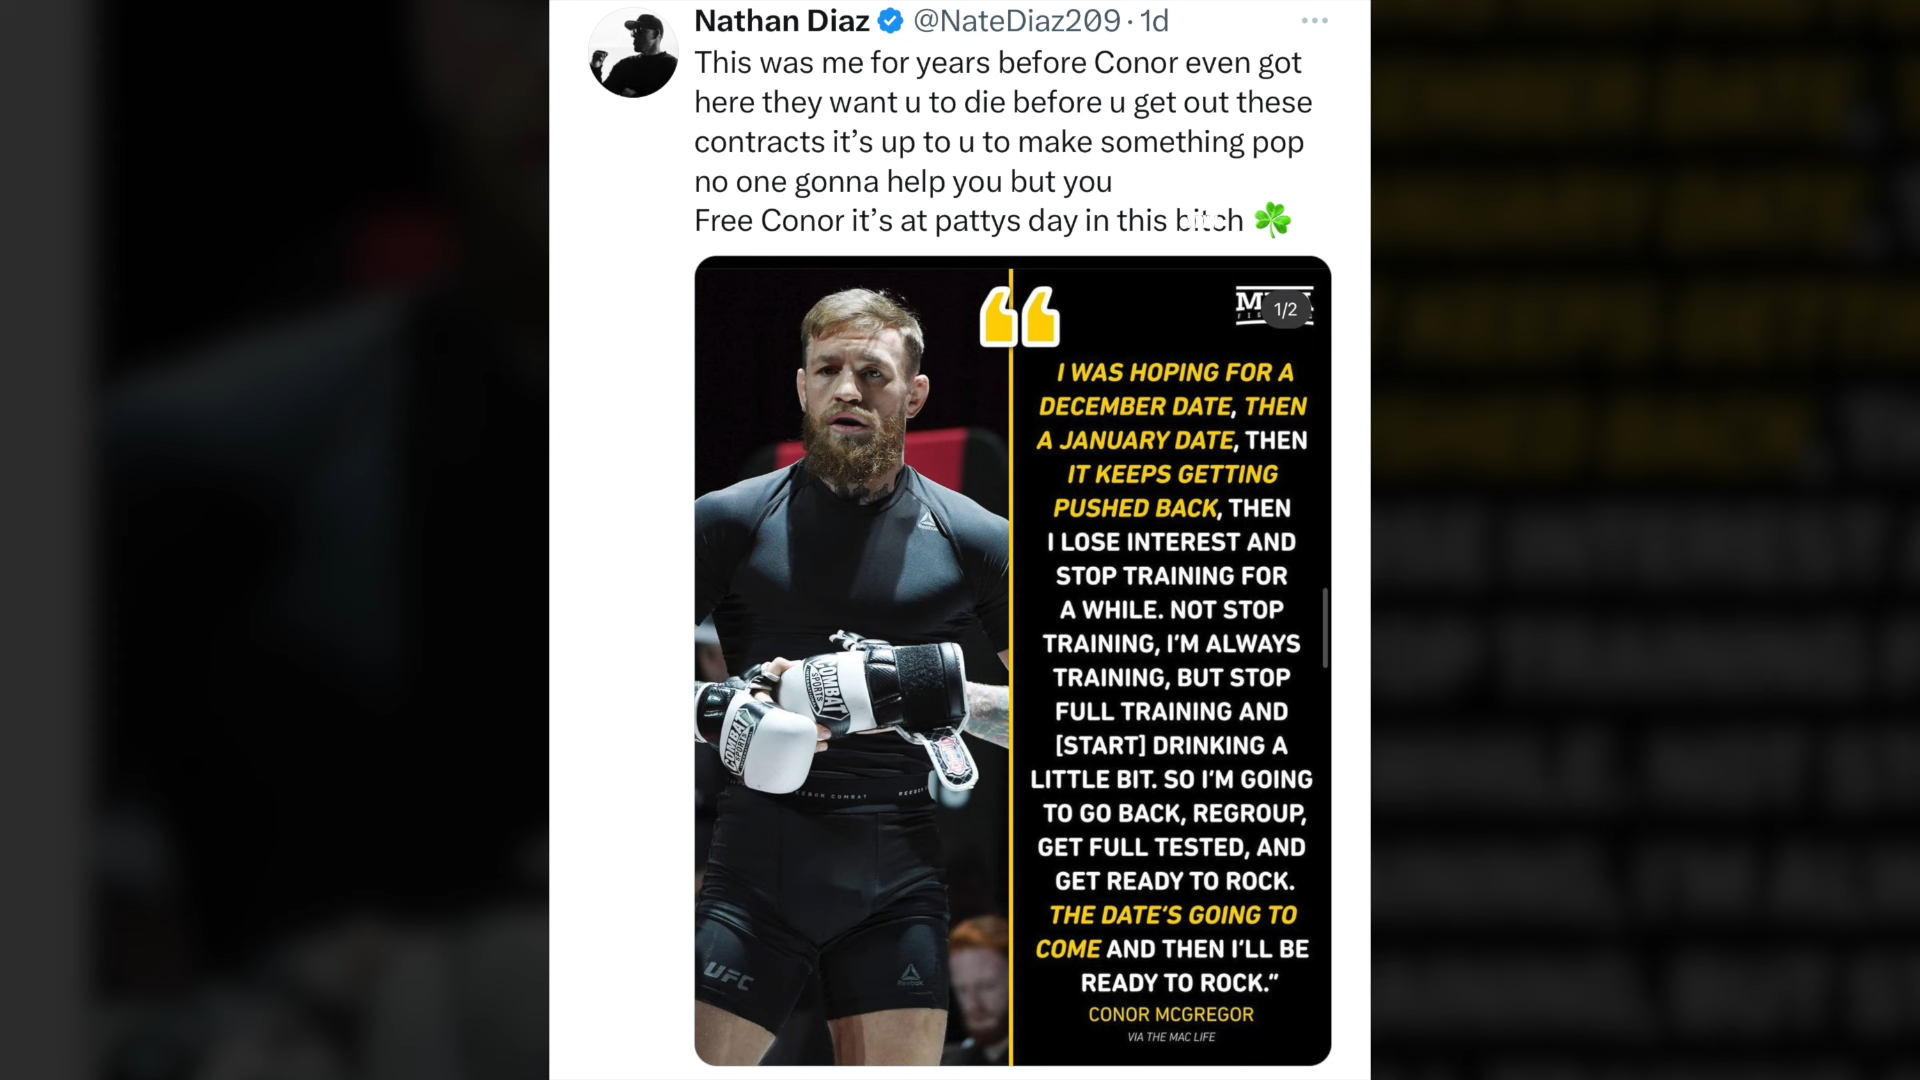 Nathan Diaz @NateDiaz209 · 1d
This was me for years before Conor even got
here they want u to die before u get out these
contracts it's up to u to make something pop
no one gonna help you but you
Free Conor it's at pattys day in this bitch
1/2
I WAS HOPING FOR A
DECEMBER DATE, THEN
A JANUARY DATE, THEN
IT KEEPS GETTING
PUSHED BACK, THEN
I LOSE INTEREST AND
STOP TRAINING FOR
A WHILE. NOT STOP
TRAINING, I'M ALWAYS
TRAINING, BUT STOP
FULL TRAINING AND
[START] DRINKING A
LITTLE BIT. SO I'M GOING
TO GO BACK, REGROUP,
GET FULL TESTED, AND
GET READY TO ROCK.
THE DATE'S GOING TO
COME AND THEN I'LL BE
READY TO ROCK."
CONOR MCGREGOR
VIA THE MAC LIFE
Reebok
COMBAT
SPORTS
COMBAT
SPORTS
REEBOK COMBAT
UFC
Reebok